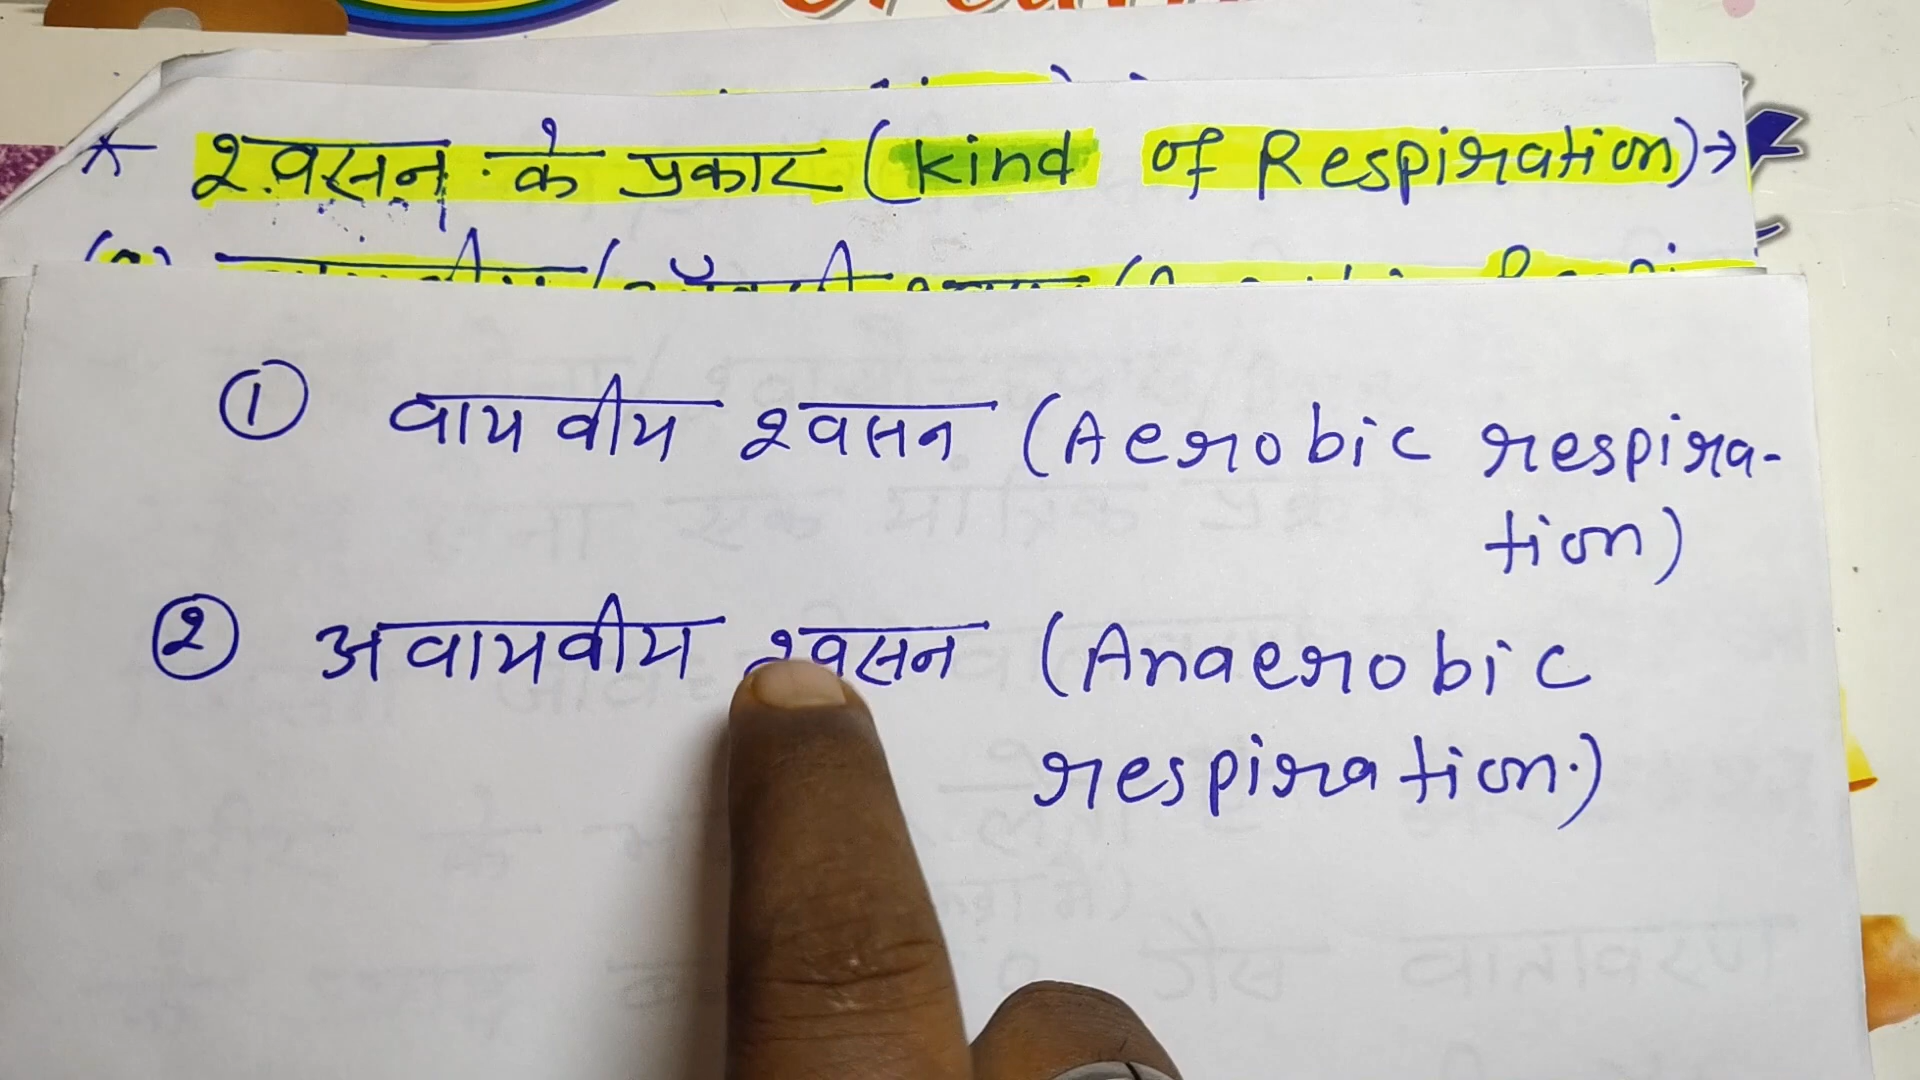 * श्वसन के प्रकार (kind of Respiration)→
① वायवीय श्वसन (Aerobic respira-
tion)
② अवायवीय श्वसन (Anaerobic
respiration.)